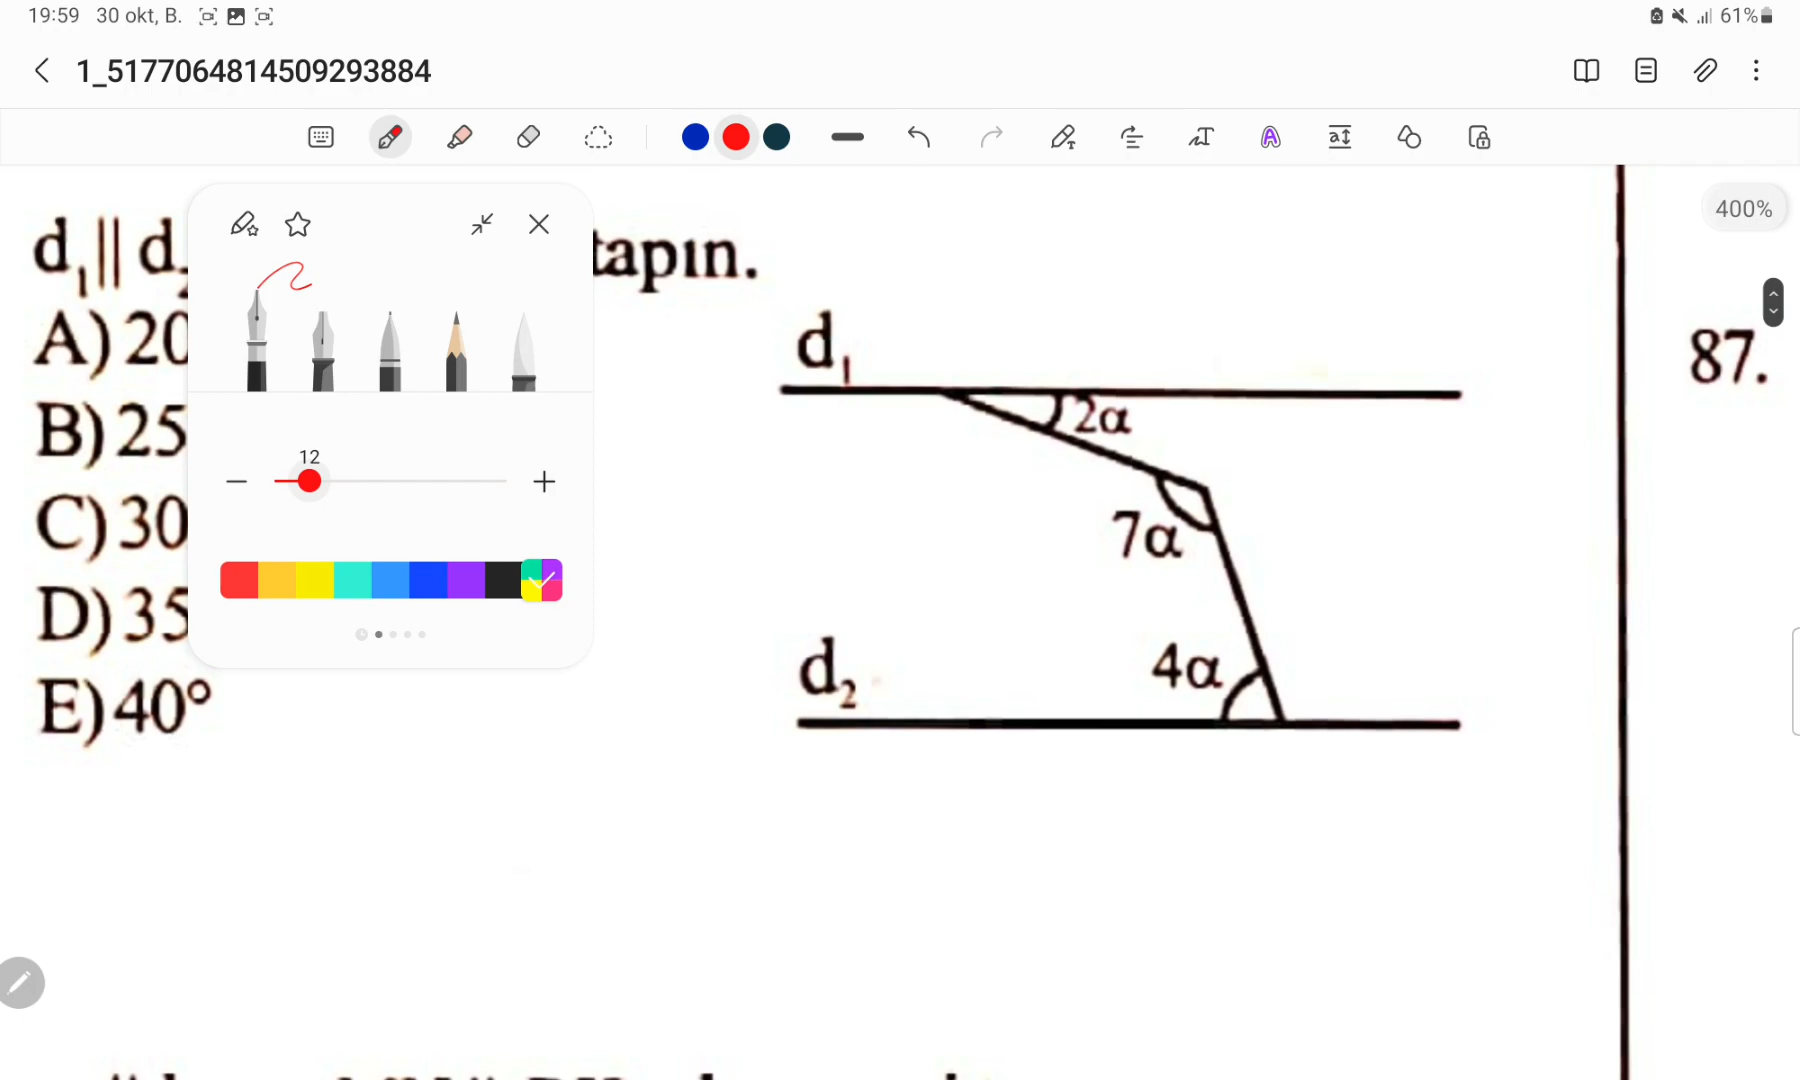 19:59 30 okt, B.
61%
1_5177064814509293884
400%
d₁|| d₂ tapın.
A) 20
B) 25
C) 30
D) 35
E) 40°
12
d₁
2α
7α
4α
d₂
87.